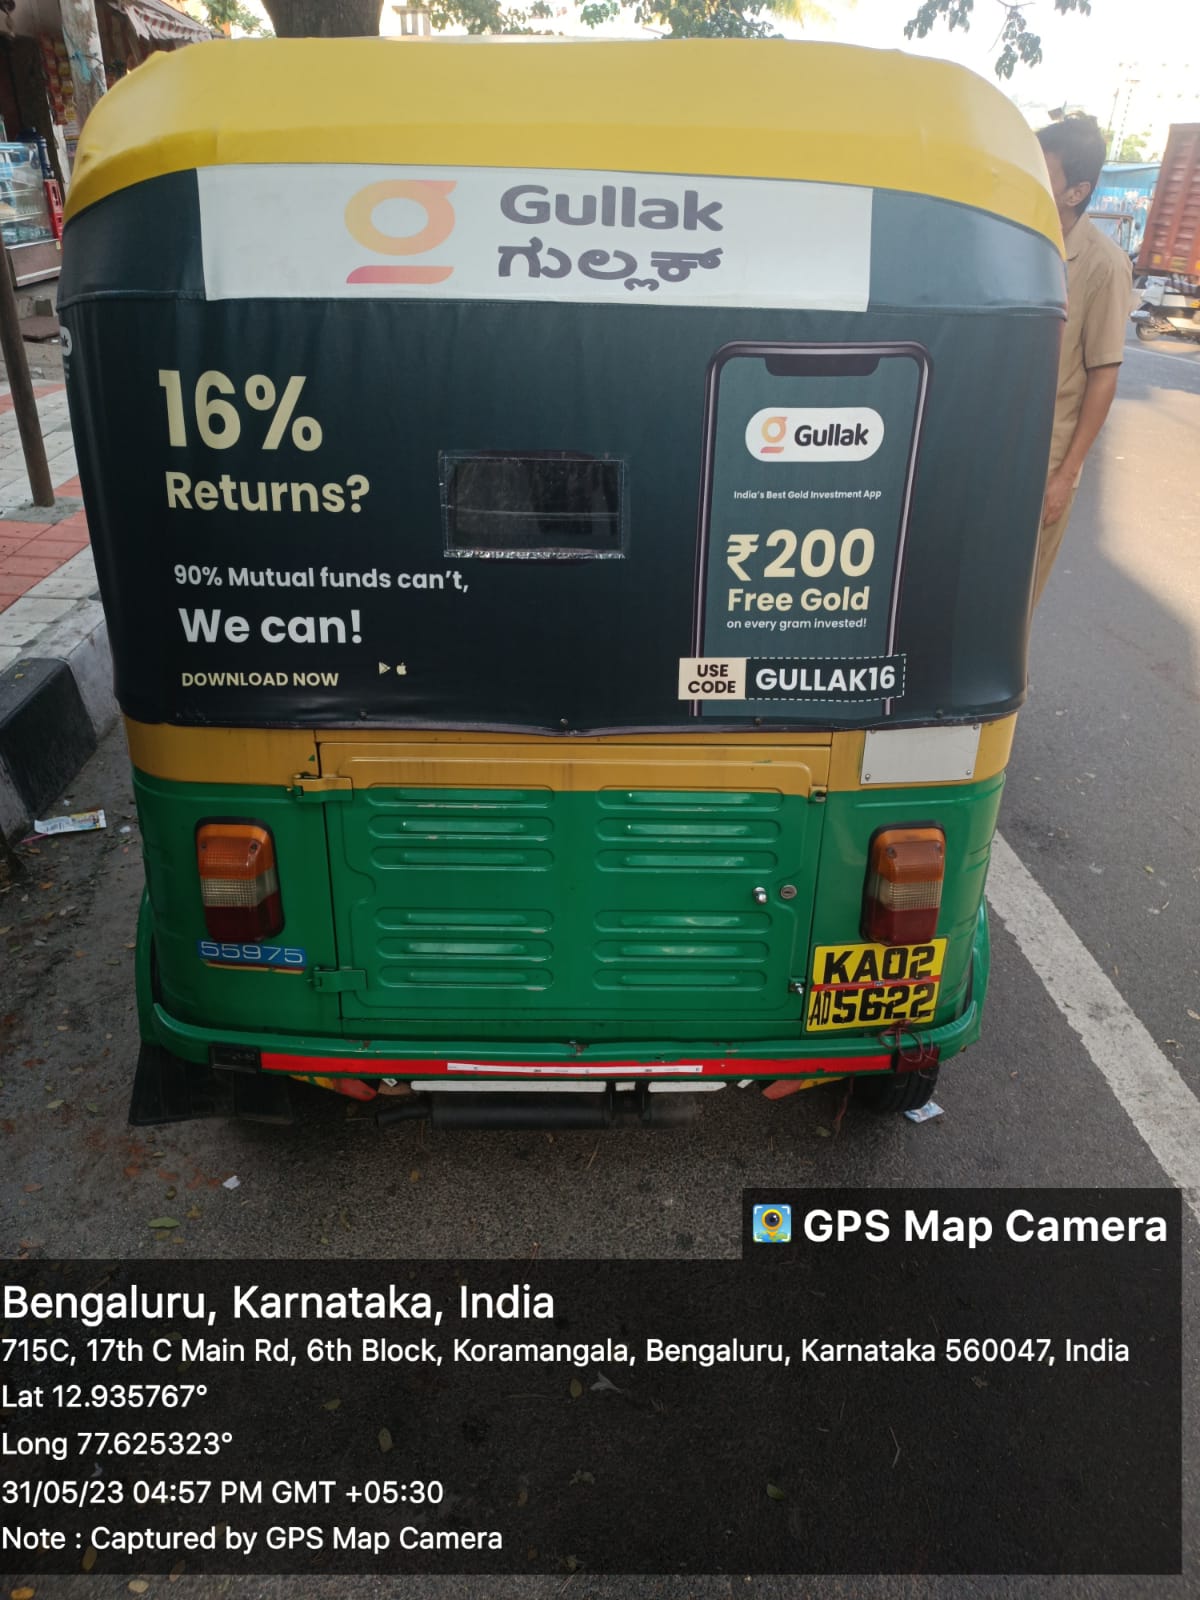 Gullak
ಗುಲ್ಲಕ್
16%
Returns?
90% Mutual funds can't,
We can!
DOWNLOAD NOW
Gullak
India's Best Gold Investment App
₹200
Free Gold
on every gram invested!
USE
CODE
GULLAK16
55975
KA02
AD5622
GPS Map Camera
Bengaluru, Karnataka, India
715C, 17th C Main Rd, 6th Block, Koramangala, Bengaluru, Karnataka 560047, India
Lat 12.935767°
Long 77.625323°
31/05/23 04:57 PM GMT +05:30
Note : Captured by GPS Map Camera